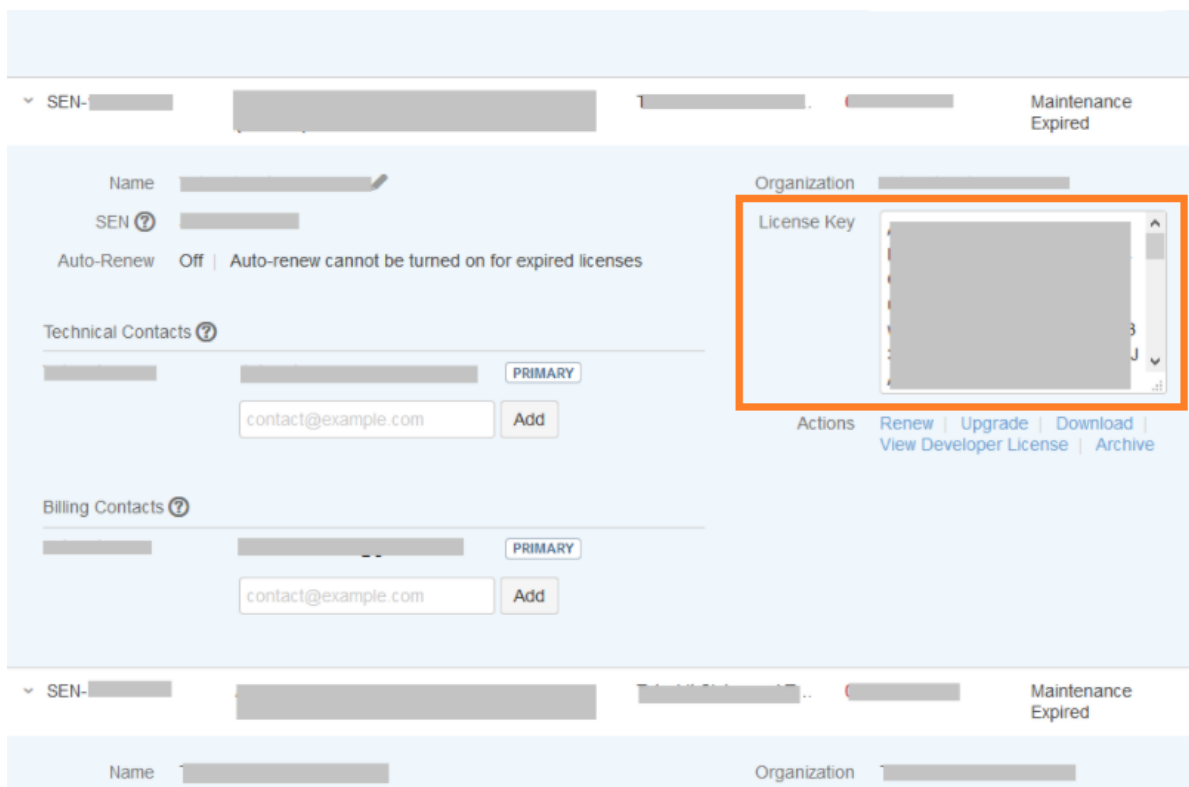 SEN-
Maintenance
Expired
Name
Organization
SEN ?
License Key
Auto-Renew Off | Auto-renew cannot be turned on for expired licenses
Technical Contacts ?
PRIMARY
contact@example.com Add
Actions Renew | Upgrade | Download |
View Developer License | Archive
Billing Contacts ?
PRIMARY
contact@example.com Add
SEN-
Maintenance
Expired
Name
Organization